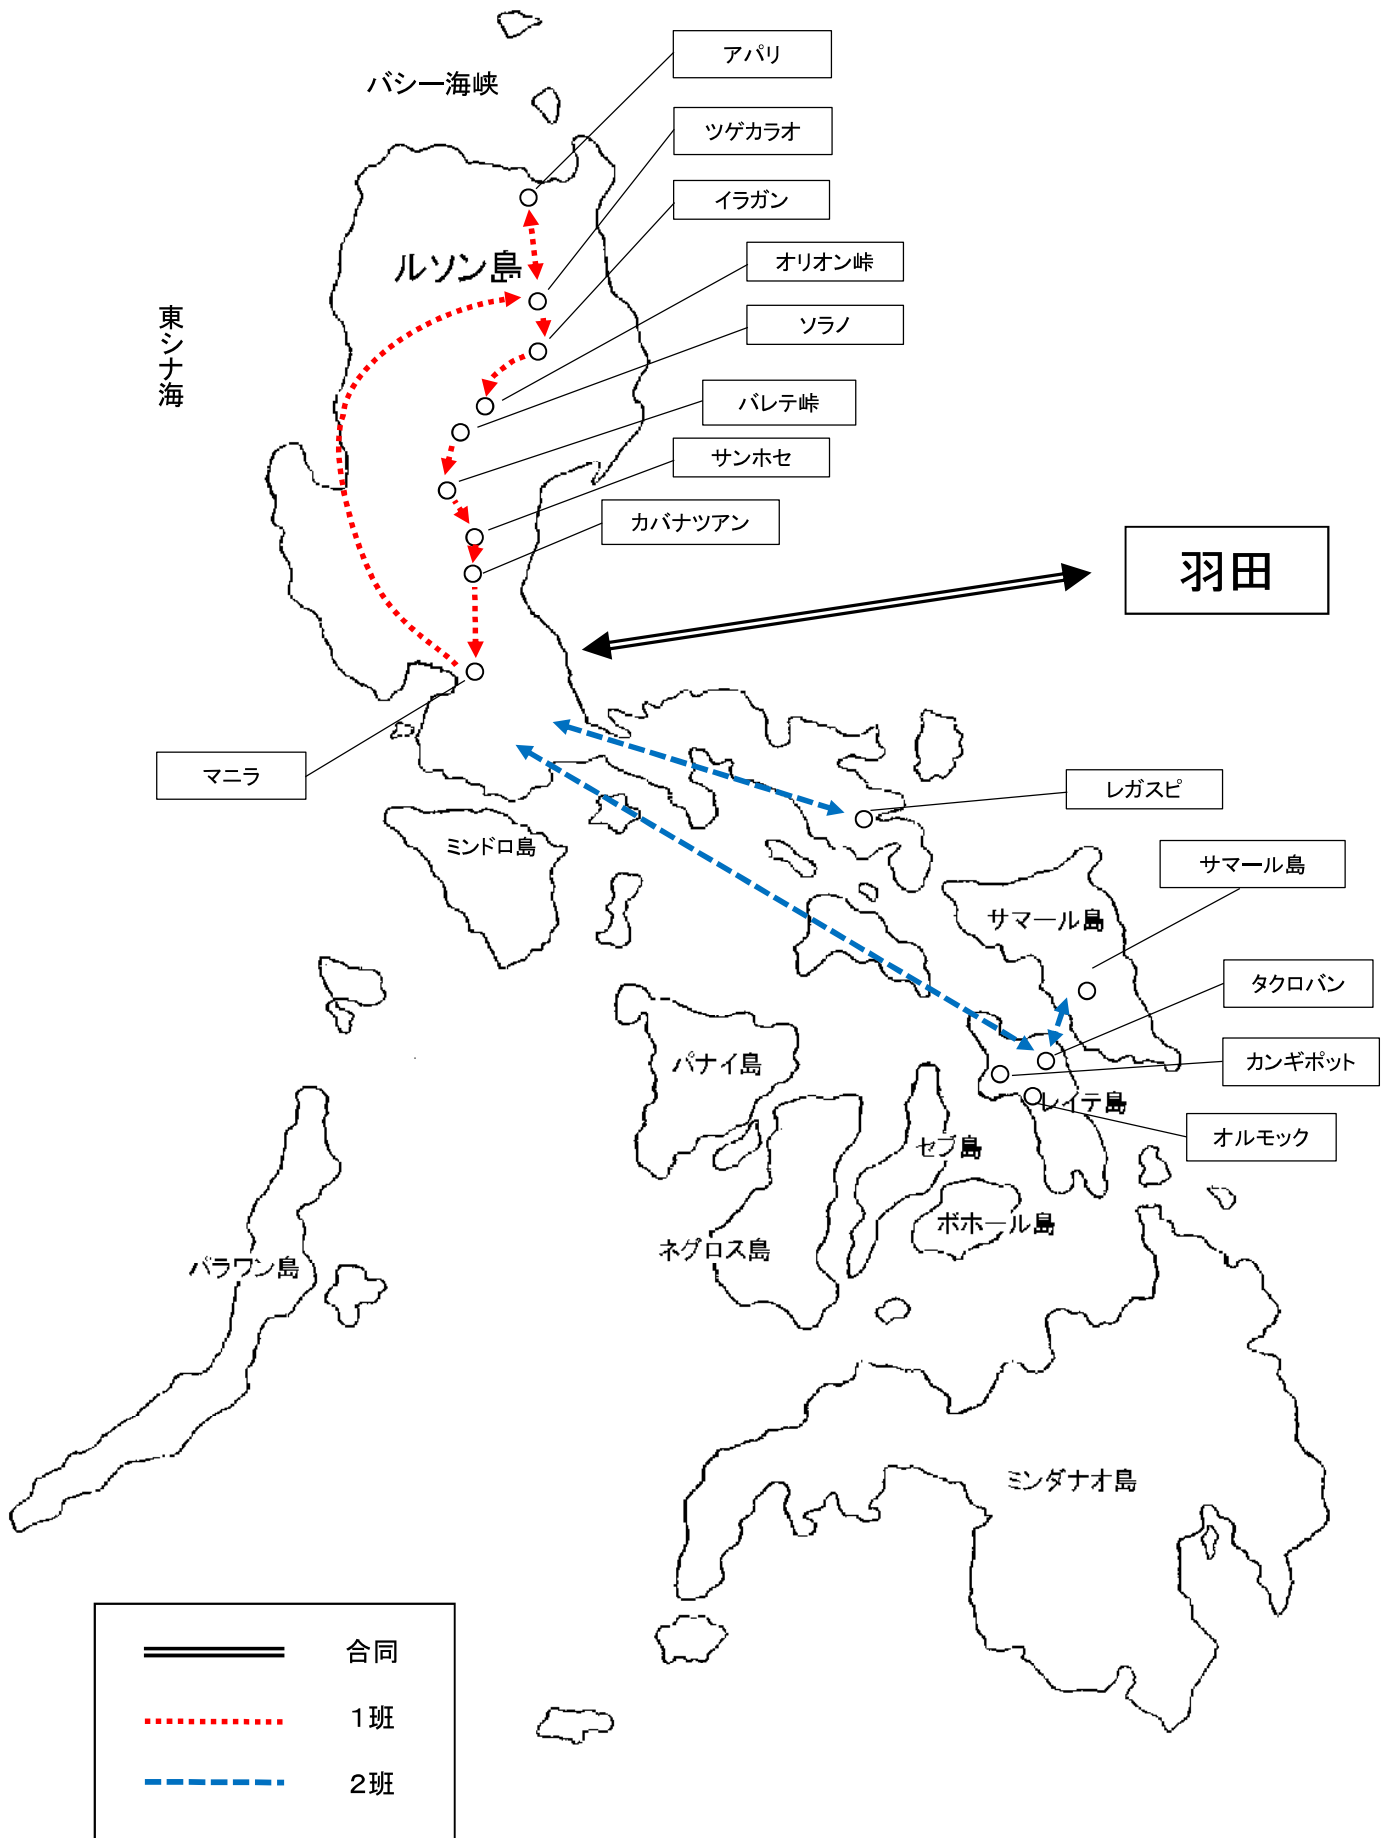 アパリ
バシー海峡
ツゲカラオ
イラガン
ルソン島
オリオン峠
東シナ海
ソラノ
バレテ峠
サンホセ
カバナツアン
羽田
マニラ
レガスピ
ミンドロ島
サマール島
サマール島
タクロバン
カンギポット
パナイ島
レイテ島
オルモック
セブ島
ボホール島
ネグロス島
パラワン島
ミンダナオ島
合同
1班
2班